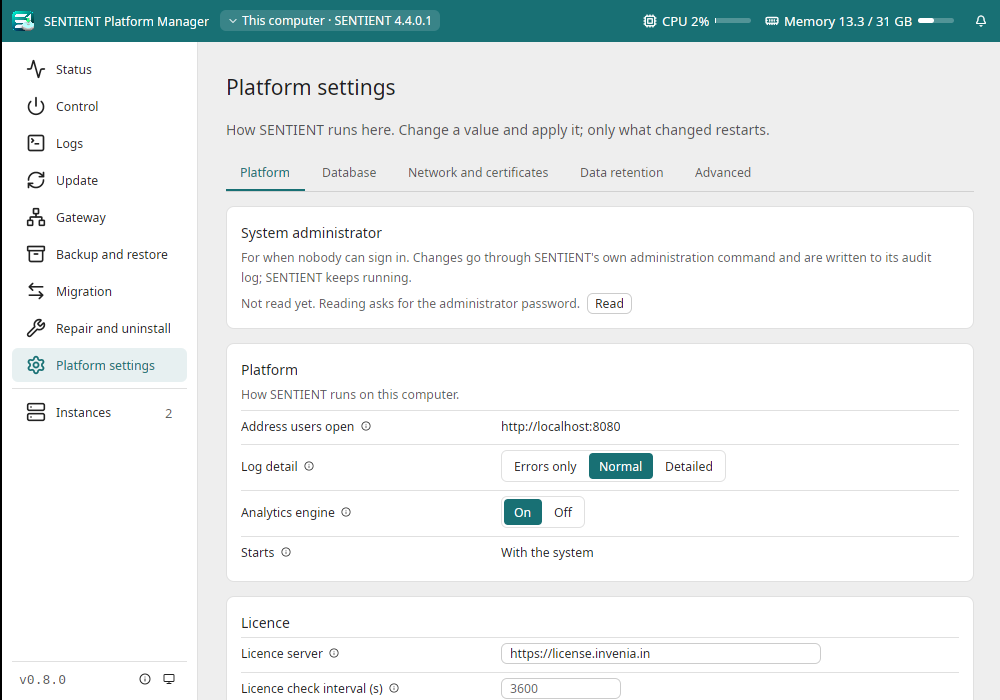 SENTIENT Platform Manager
This computer · SENTIENT 4.4.0.1
CPU 2%
Memory 13.3 / 31 GB
Status
Control
Logs
Update
Gateway
Backup and restore
Migration
Repair and uninstall
Platform settings
Instances 2
v0.8.0
Platform settings
How SENTIENT runs here. Change a value and apply it; only what changed restarts.
Platform Database Network and certificates Data retention Advanced
System administrator
For when nobody can sign in. Changes go through SENTIENT's own administration command and are written to its audit
log; SENTIENT keeps running.
Not read yet. Reading asks for the administrator password. Read
Platform
How SENTIENT runs on this computer.
Address users open http://localhost:8080
Log detail Errors only Normal Detailed
Analytics engine On Off
Starts With the system
Licence
Licence server https://license.invenia.in
Licence check interval (s) 3600